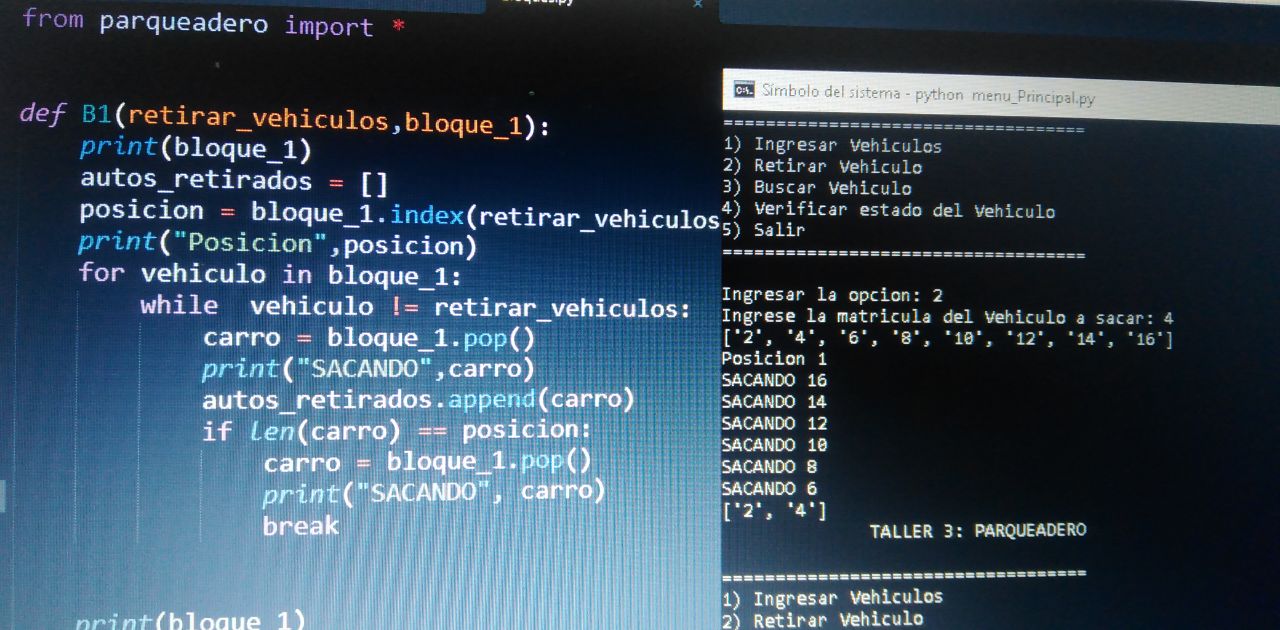 from parqueadero import *
def B1(retirar_vehiculos,bloque_1):
print(bloque_1)
autos_retirados = []
posicion = bloque_1.index(retirar_vehiculos
print("Posicion",posicion)
for vehiculo in bloque_1:
while vehiculo != retirar_vehiculos:
carro = bloque_1.pop()
print("SACANDO",carro)
autos_retirados.append(carro)
if len(carro) == posicion:
carro = bloque_1.pop()
print("SACANDO", carro)
break
print(bloque_1)
Símbolo del sistema - python menu_Principal.py
===================================
1) Ingresar Vehiculos
2) Retirar Vehiculo
3) Buscar Vehiculo
4) Verificar estado del Vehiculo
5) Salir
===================================
Ingresar la opcion: 2
Ingrese la matricula del Vehiculo a sacar: 4
['2', '4', '6', '8', '10', '12', '14', '16']
Posicion 1
SACANDO 16
SACANDO 14
SACANDO 12
SACANDO 10
SACANDO 8
SACANDO 6
['2', '4']
TALLER 3: PARQUEADERO
===================================
1) Ingresar Vehiculos
2) Retirar Vehiculo